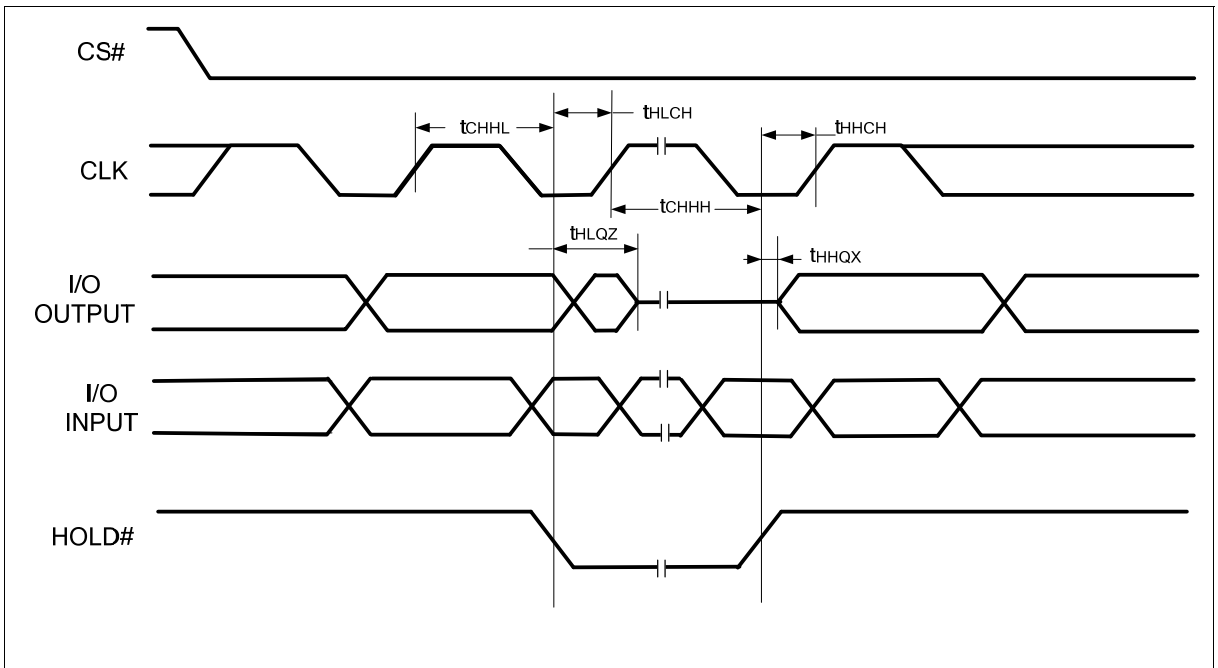 CS#
tHLCH
tCHHL
tHHCH
CLK
tCHHH
tHLQZ
tHHQX
I/O
OUTPUT
I/O
INPUT
HOLD#